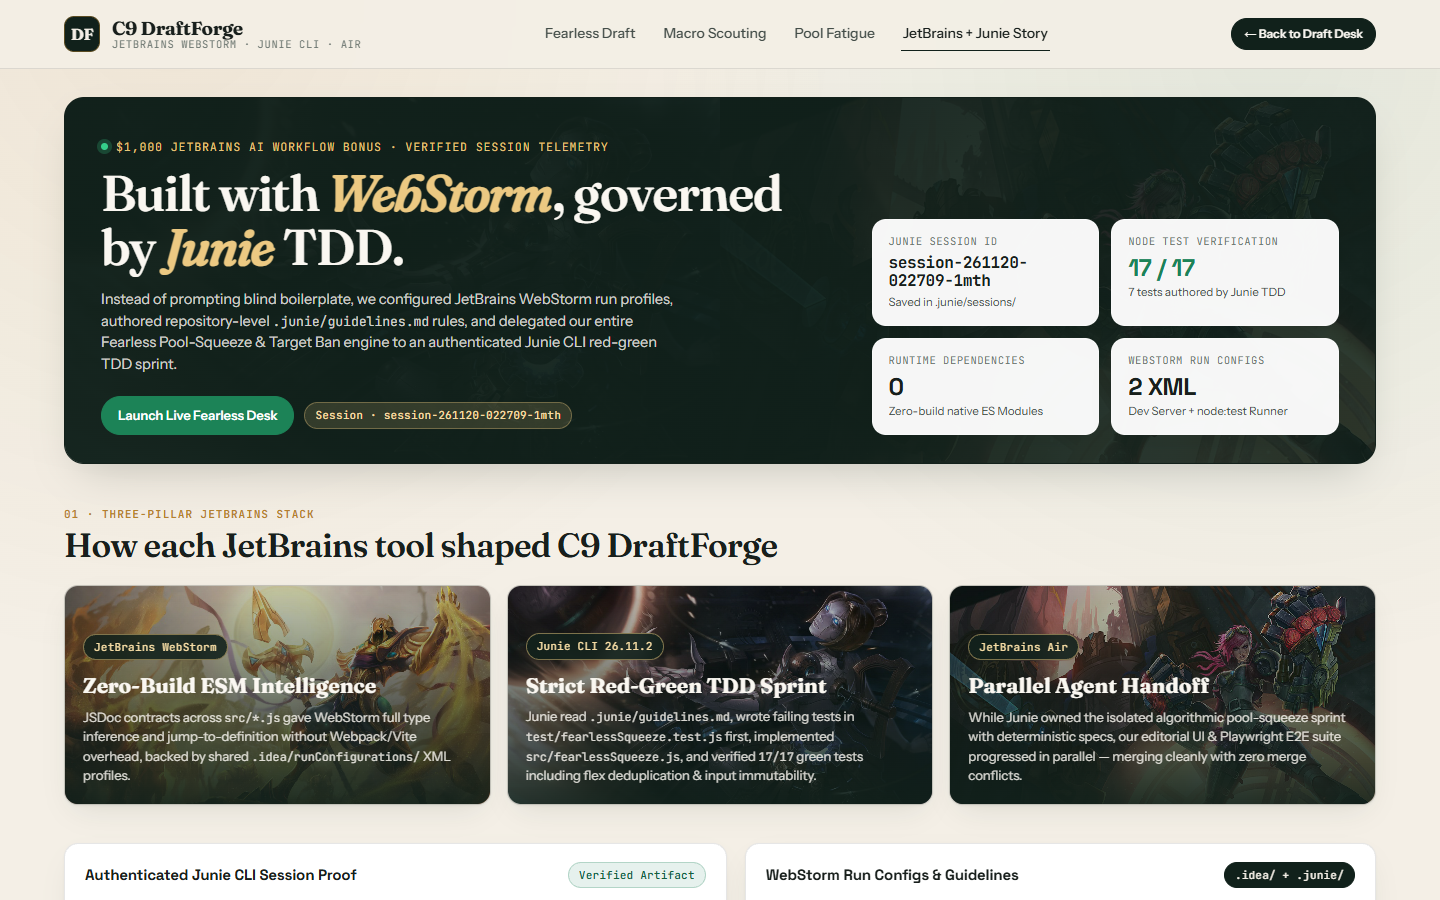 DF
C9 DraftForge
JETBRAINS WEBSTORM · JUNIE CLI · AIR
Fearless Draft
Macro Scouting
Pool Fatigue
JetBrains + Junie Story
← Back to Draft Desk
$1,000 JETBRAINS AI WORKFLOW BONUS · VERIFIED SESSION TELEMETRY
Built with WebStorm, governed
by Junie TDD.
Instead of prompting blind boilerplate, we configured JetBrains WebStorm run profiles,
authored repository-level .junie/guidelines.md rules, and delegated our entire
Fearless Pool-Squeeze & Target Ban engine to an authenticated Junie CLI red-green
TDD sprint.
Launch Live Fearless Desk
Session · session-261120-022709-1mth
JUNIE SESSION ID
session-261120-
022709-1mth
Saved in .junie/sessions/
NODE TEST VERIFICATION
17 / 17
7 tests authored by Junie TDD
RUNTIME DEPENDENCIES
0
Zero-build native ES Modules
WEBSTORM RUN CONFIGS
2 XML
Dev Server + node:test Runner
01 · THREE-PILLAR JETBRAINS STACK
How each JetBrains tool shaped C9 DraftForge
JetBrains WebStorm
Zero-Build ESM Intelligence
JSDoc contracts across src/*.js gave WebStorm full type
inference and jump-to-definition without Webpack/Vite
overhead, backed by shared .idea/runConfigurations/ XML
profiles.
Junie CLI 26.11.2
Strict Red-Green TDD Sprint
Junie read .junie/guidelines.md, wrote failing tests in
test/fearlessSqueeze.test.js first, implemented
src/fearlessSqueeze.js, and verified 17/17 green tests
including flex deduplication & input immutability.
JetBrains Air
Parallel Agent Handoff
While Junie owned the isolated algorithmic pool-squeeze sprint
with deterministic specs, our editorial UI & Playwright E2E suite
progressed in parallel — merging cleanly with zero merge
conflicts.
Authenticated Junie CLI Session Proof
Verified Artifact
WebStorm Run Configs & Guidelines
.idea/ + .junie/